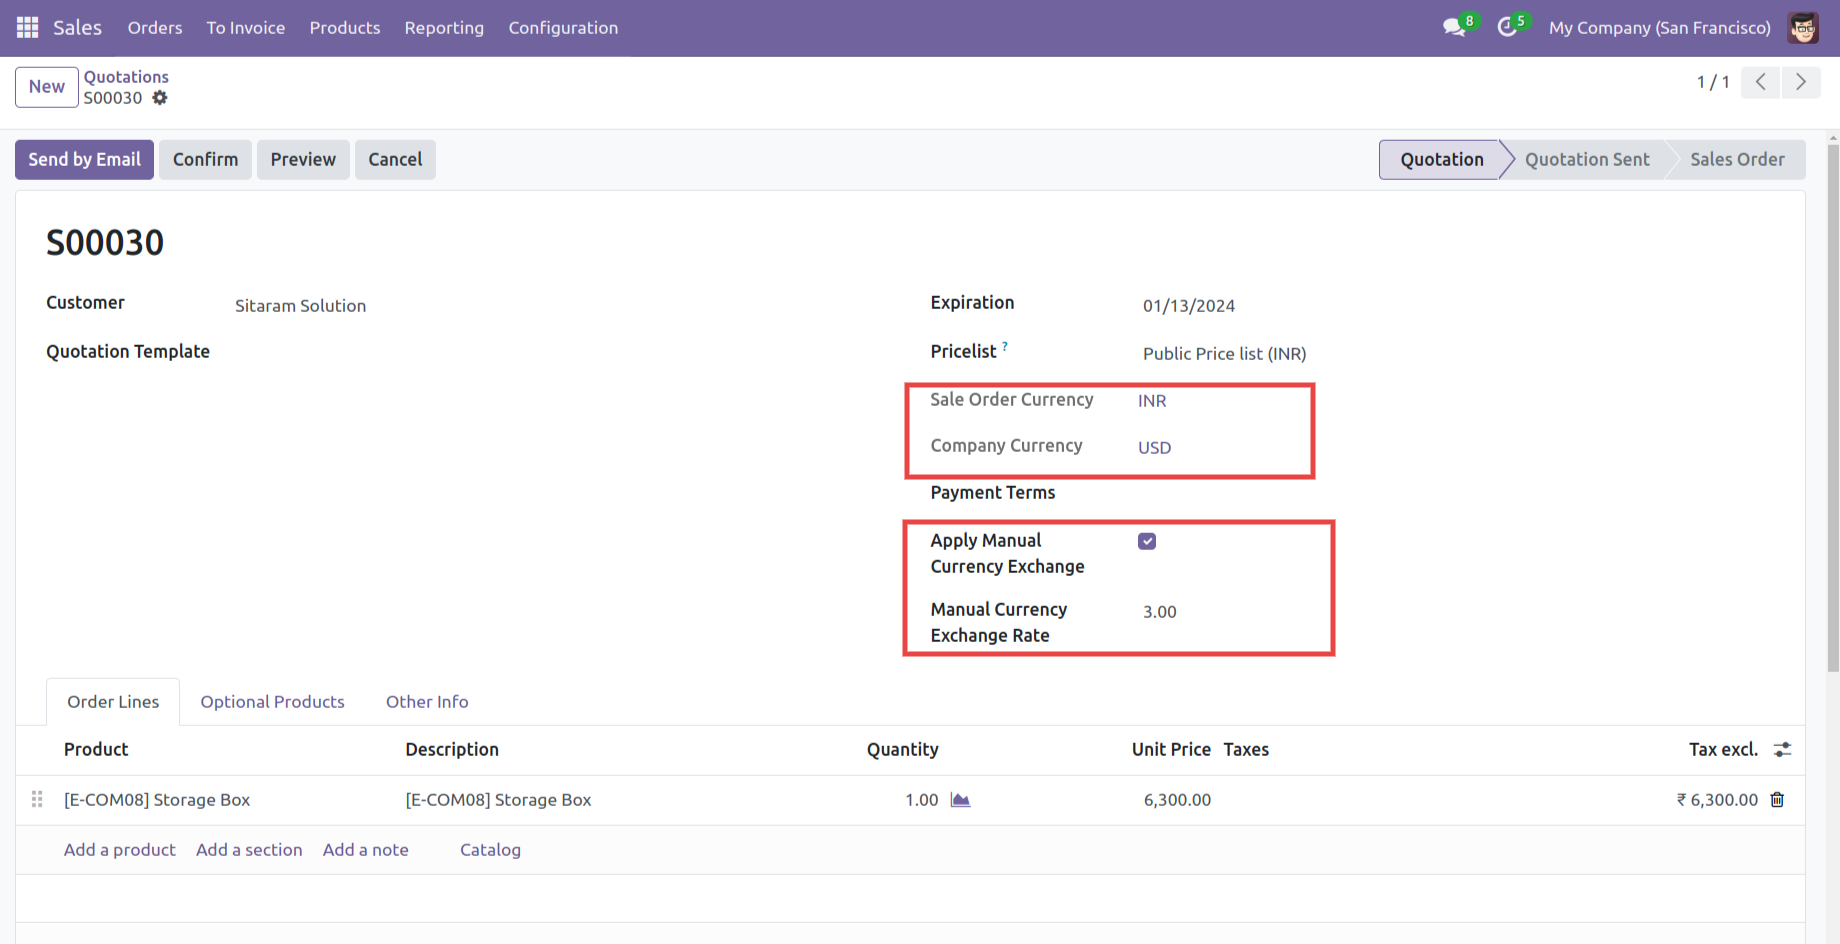 Sales Orders To Invoice Products Reporting Configuration 8 5 My Company (San Francisco)
New Quotations 1 / 1
S00030
Send by Email Confirm Preview Cancel Quotation Quotation Sent Sales Order
S00030
Customer Sitaram Solution Expiration 01/13/2024
Quotation Template Pricelist ? Public Price list (INR)
Sale Order Currency INR
Company Currency USD
Payment Terms
Apply Manual
Currency Exchange
Manual Currency 3.00
Exchange Rate
Order Lines Optional Products Other Info
Product Description Quantity Unit Price Taxes Tax excl.
[E-COM08] Storage Box [E-COM08] Storage Box 1.00 6,300.00 ₹ 6,300.00
Add a product Add a section Add a note Catalog